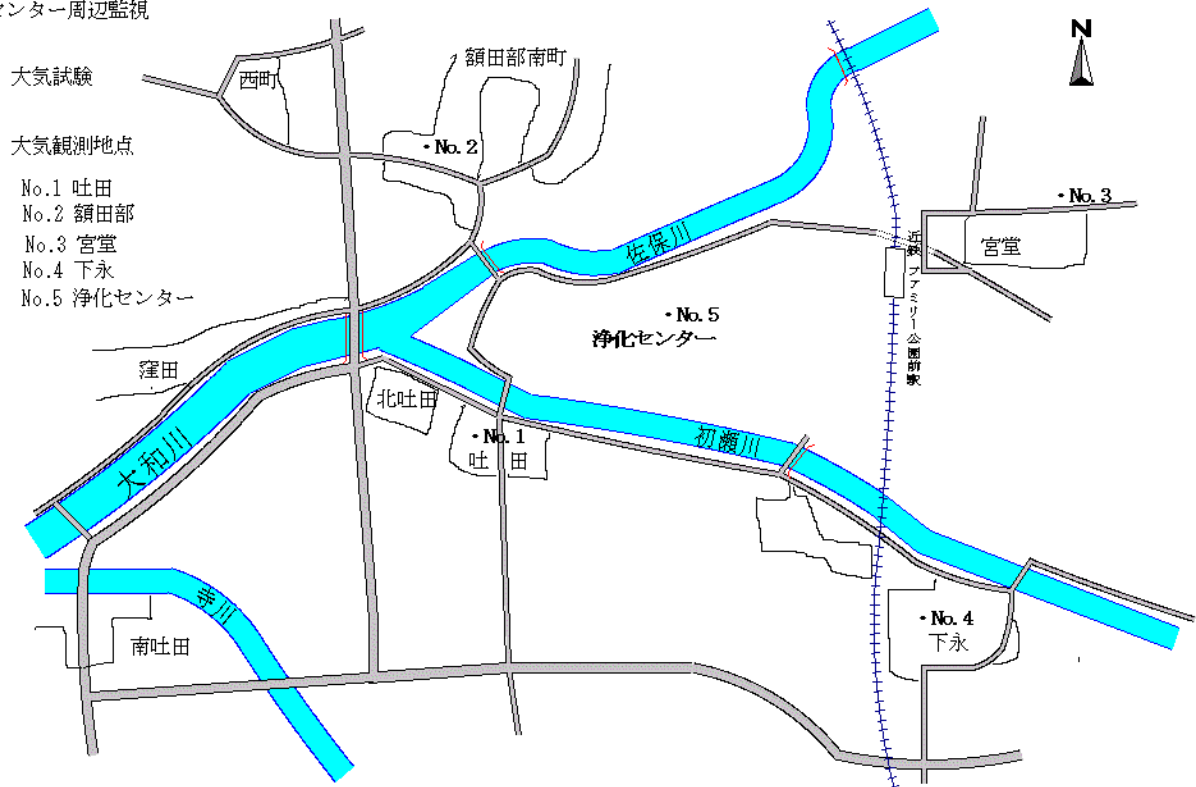 センター周辺監視
大気試験
大気観測地点
No.1 吐田
No.2 額田部
No.3 宮堂
No.4 下永
No.5 浄化センター
N
西町
額田部南町
・No.2
・No.3
宮堂
佐保川
近鉄 ファミリー公園前駅
・No.5
浄化センター
窪田
北吐田
・No.1
吐 田
初瀬川
大和川
寺川
南吐田
・No.4
下永